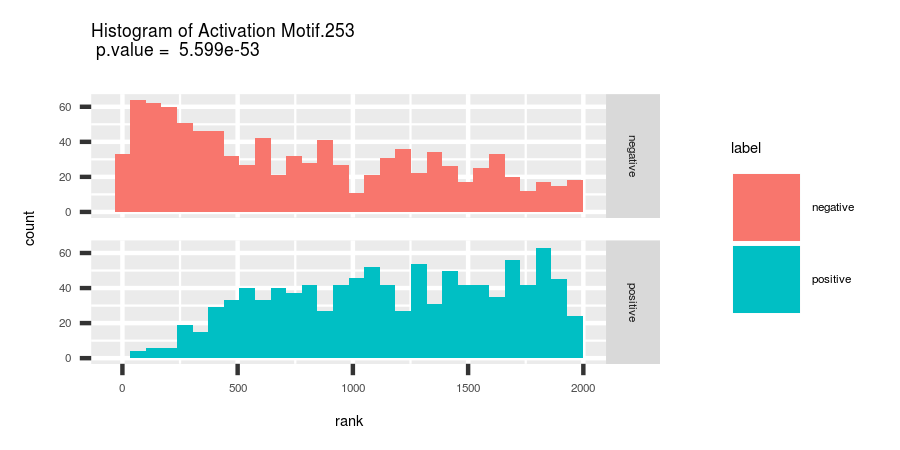 Histogram of Activation Motif.253
p.value =  5.599e-53
count
60
40
20
0
negative
60
40
20
0
positive
0
500
1000
1500
2000
rank
label
negative
positive